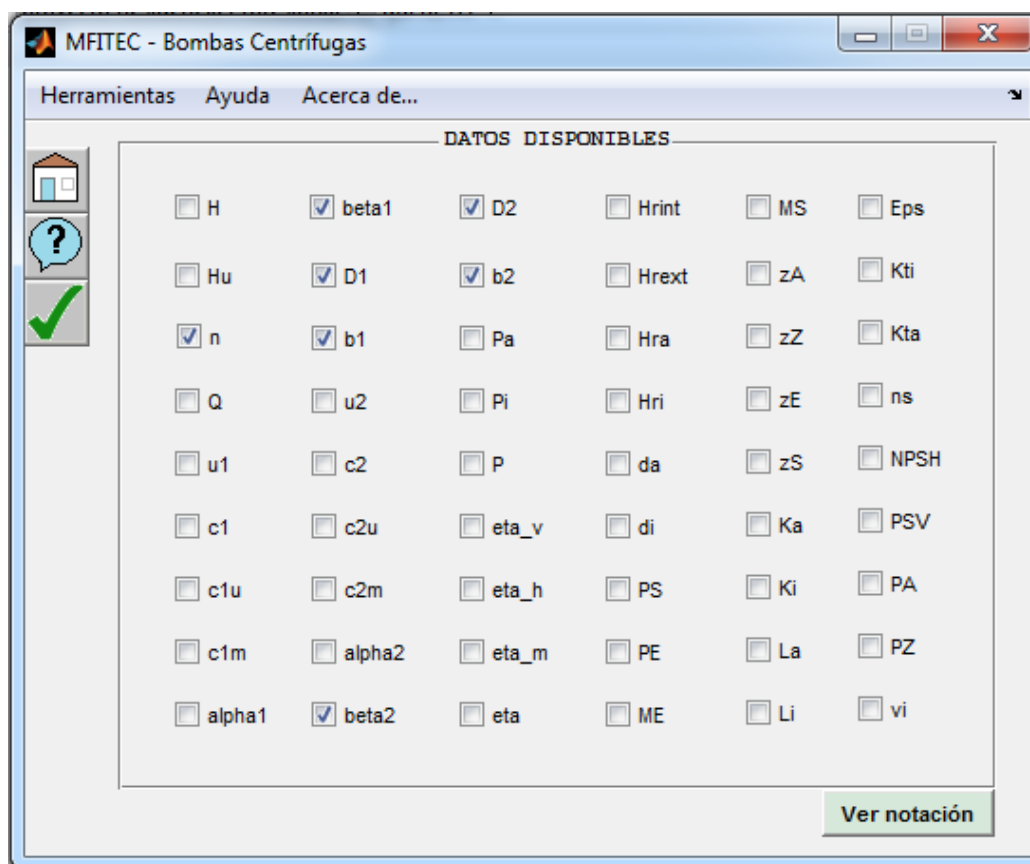 MFITEC - Bombas Centrífugas
Herramientas Ayuda Acerca de...
DATOS DISPONIBLES
H beta1 D2 Hrint MS Eps
Hu D1 b2 Hrext zA Kti
n b1 Pa Hra zZ Kta
Q u2 Pi Hri zE ns
u1 c2 P da zS NPSH
c1 c2u eta_v di Ka PSV
c1u c2m eta_h PS Ki PA
c1m alpha2 eta_m PE La PZ
alpha1 beta2 eta ME Li vi
Ver notación